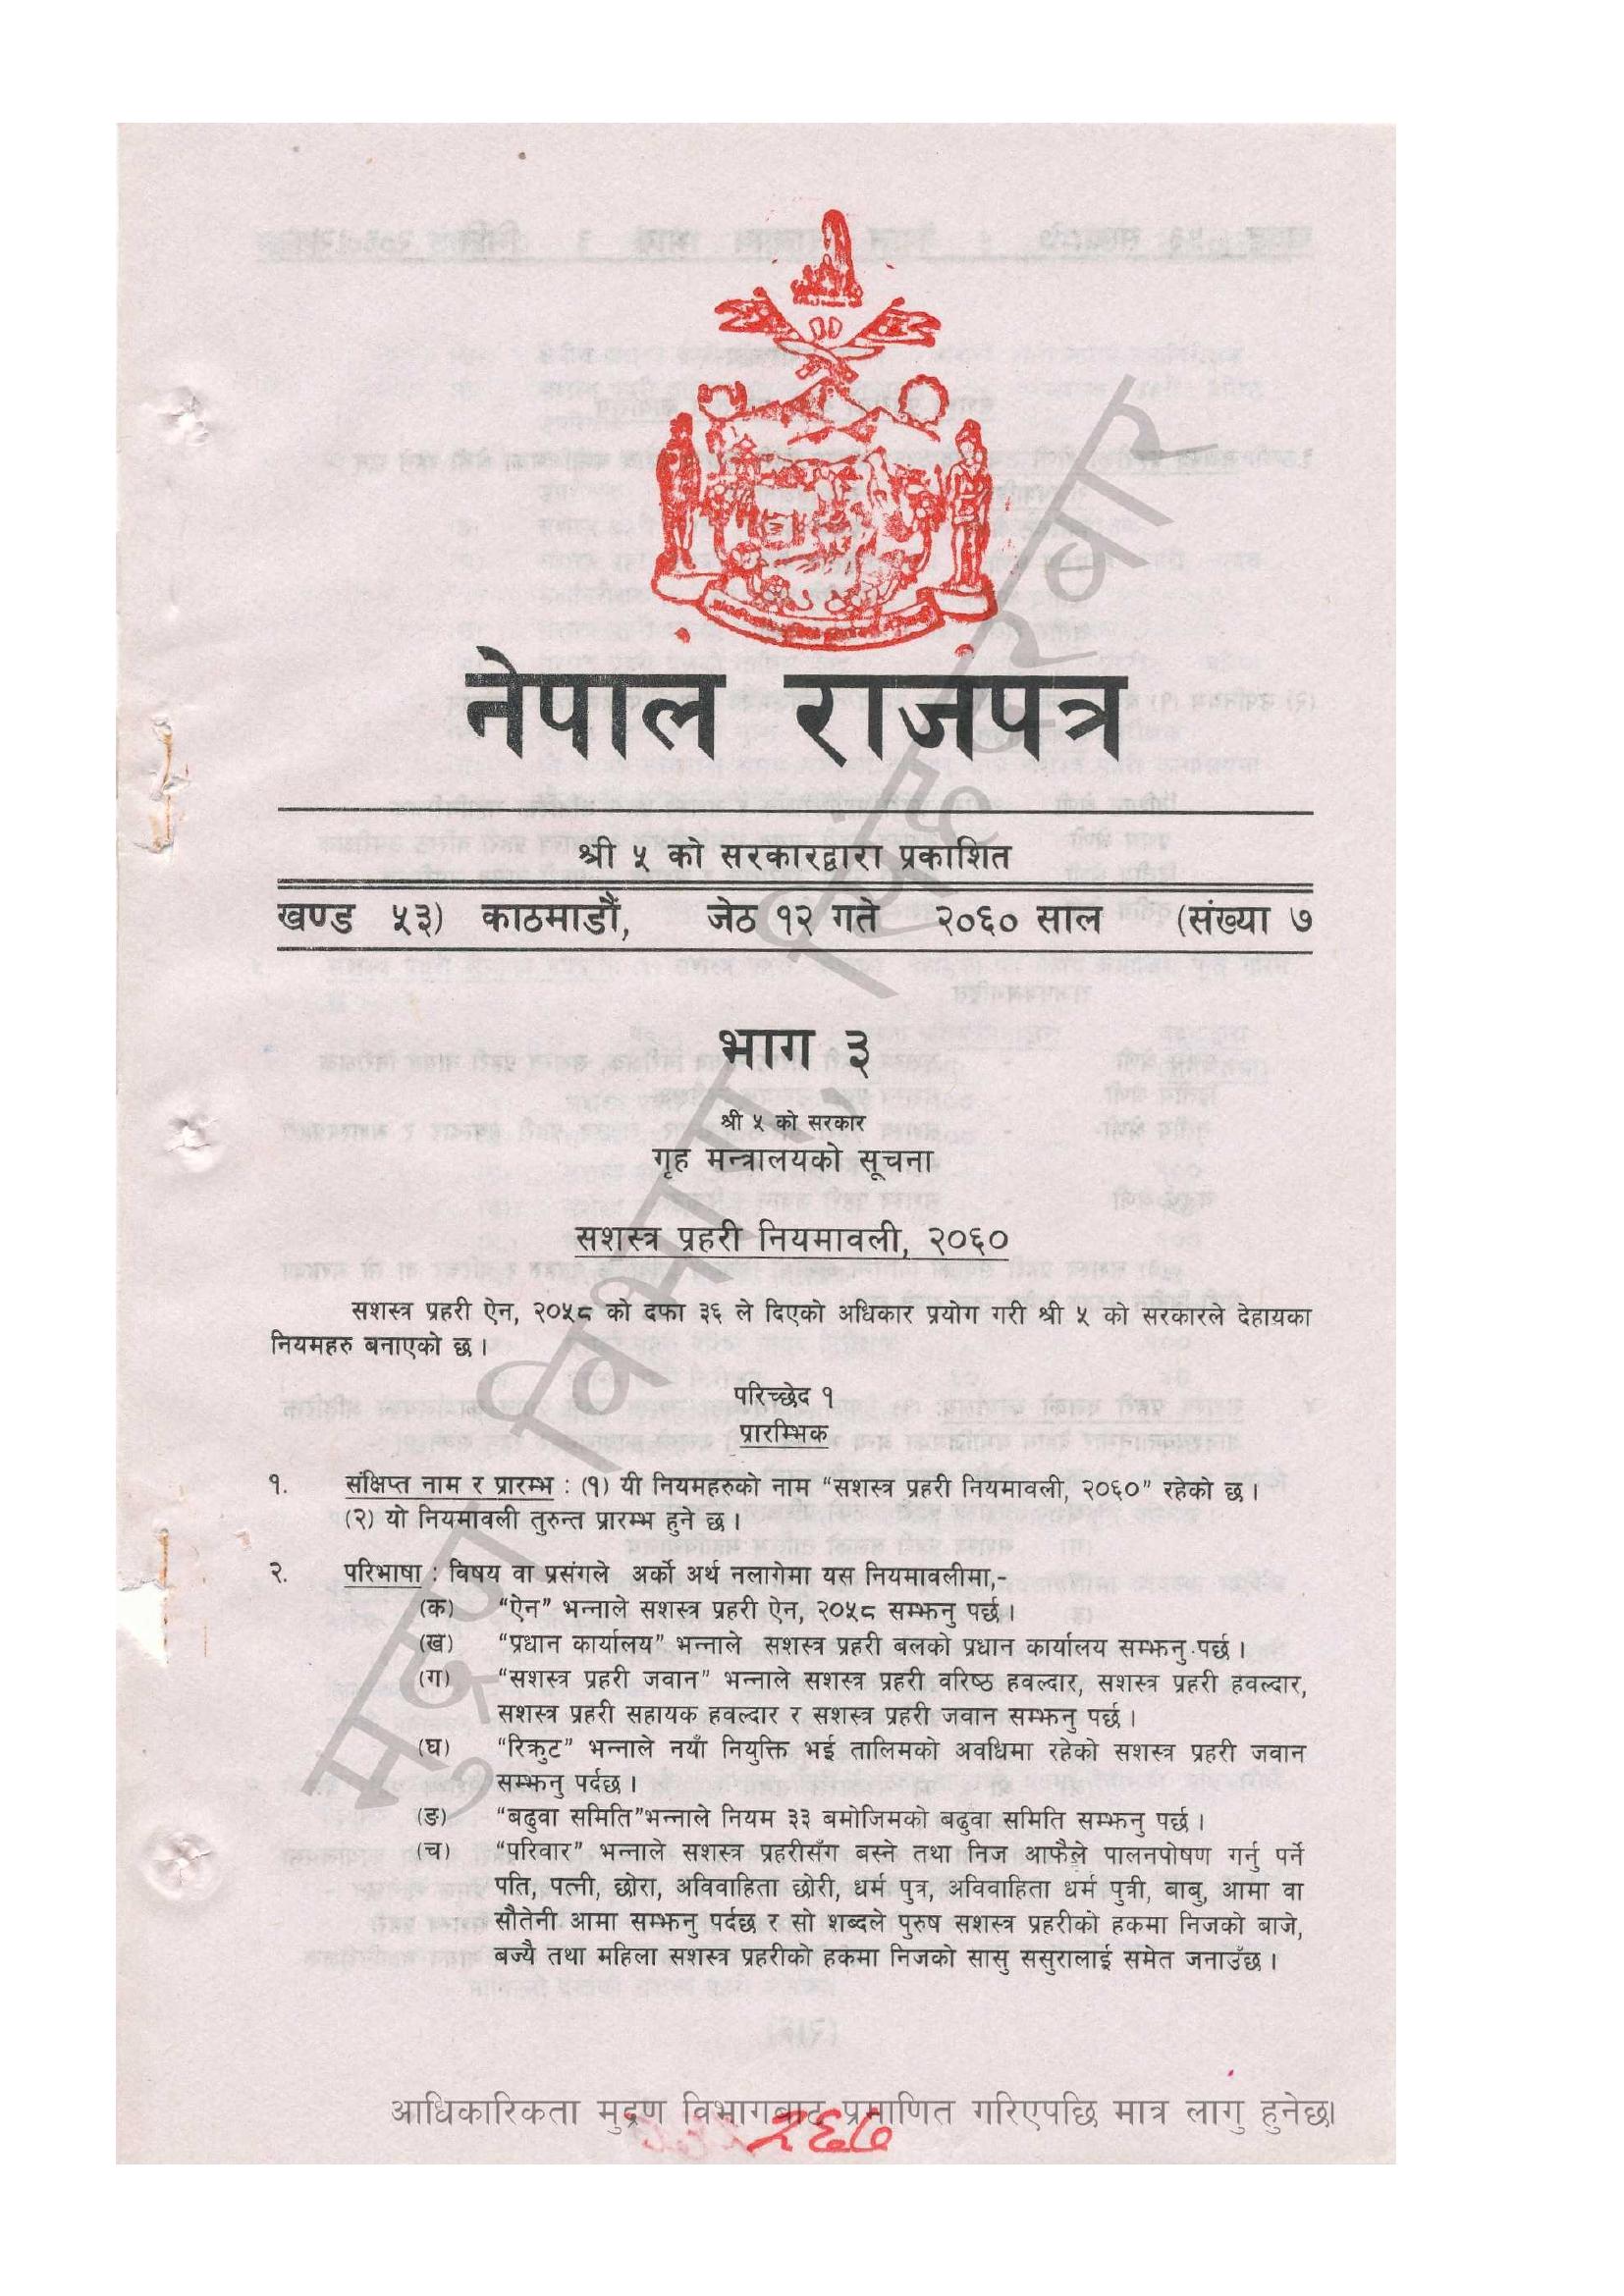 नेपाल राजपत्र
श्री ५ को सरकारद्वारा प्रकाशित
खण्ड ५३) काठमाडौं, जेठ १२ गते २०६० साल (संख्या ७
भाग ३
श्री ५ को सरकार
गृह मन्त्रालयको सूचना
सशस्त्र प्रहरी नियमावली, २०६०
सशस्त्र प्रहरी ऐन, २०५८ को दफा ३६ ले दिएको अधिकार प्रयोग गरी श्री ५ को सरकारले देहायका
नियमहरु बनाएको छ ।
परिच्छेद १
प्रारम्भिक
१. संक्षिप्त नाम र प्रारम्भ : (१) यी नियमहरुको नाम “सशस्त्र प्रहरी नियमावली, २०६०” रहेको छ ।
(२) यो नियमावली तुरुन्त प्रारम्भ हुने छ ।
२. परिभाषा : विषय वा प्रसंगले अर्को अर्थ नलागेमा यस नियमावलीमा,-
(क) “ऐन” भन्नाले सशस्त्र प्रहरी ऐन, २०५८ सम्झनु पर्छ ।
(ख) “प्रधान कार्यालय” भन्नाले सशस्त्र प्रहरी बलको प्रधान कार्यालय सम्झनु पर्छ ।
(ग) “सशस्त्र प्रहरी जवान” भन्नाले सशस्त्र प्रहरी वरिष्ठ हवल्दार, सशस्त्र प्रहरी हवल्दार,
सशस्त्र प्रहरी सहायक हवल्दार र सशस्त्र प्रहरी जवान सम्झनु पर्छ ।
(घ) “रिक्रुट” भन्नाले नयाँ नियुक्ति भई तालिमको अवधिमा रहेको सशस्त्र प्रहरी जवान
सम्झनु पर्दछ ।
(ङ) “बढुवा समिति”भन्नाले नियम ३३ बमोजिमको बढुवा समिति सम्झनु पर्छ ।
(च) “परिवार” भन्नाले सशस्त्र प्रहरीसँग बस्ने तथा निज आफैले पालनपोषण गर्नु पर्ने
पति, पत्नी, छोरा, अविवाहिता छोरी, धर्म पुत्र, अविवाहिता धर्म पुत्री, बाबु, आमा वा
सौतेनी आमा सम्झनु पर्दछ र सो शब्दले पुरुष सशस्त्र प्रहरीको हकमा निजको बाजे,
बज्यै तथा महिला सशस्त्र प्रहरीको हकमा निजको सासु ससुरालाई समेत जनाउँछ ।
आधिकारिकता मुद्रण विभागबाट प्रमाणित गरिएपछि मात्र लागु हुनेछ।
२६७
मुद्रण विभाग, सिंहदरबार